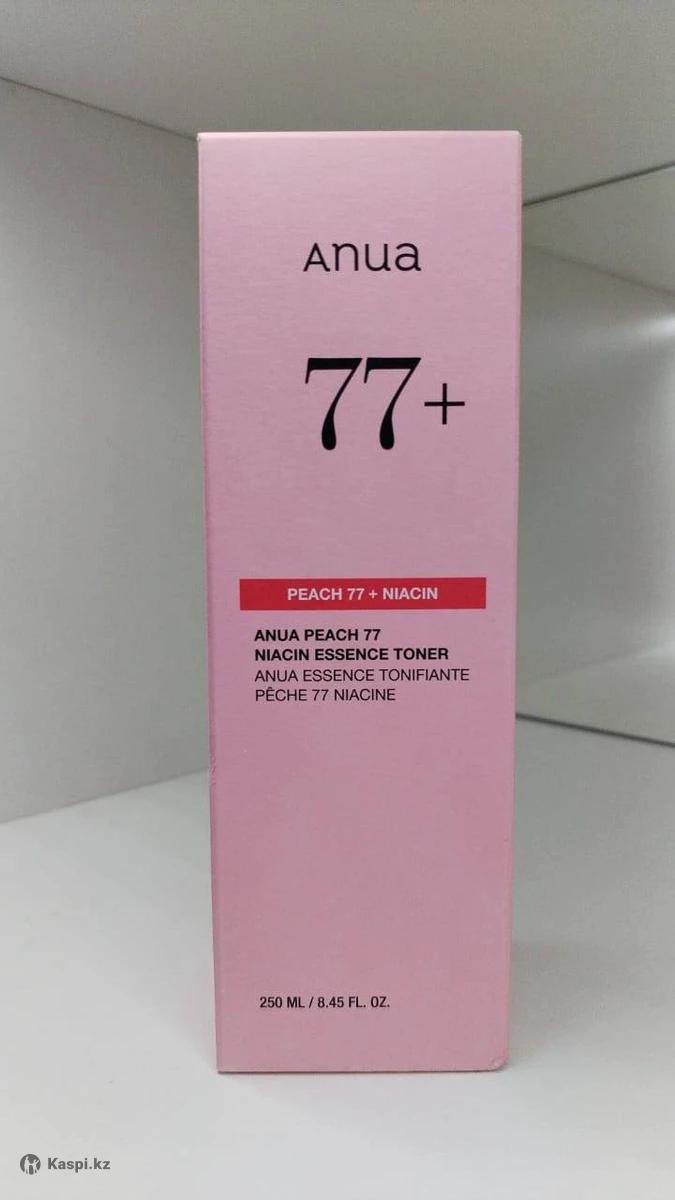 Anua
77+
PEACH 77 + NIACIN
ANUA PEACH 77
NIACIN ESSENCE TONER
ANUA ESSENCE TONIFIANTE
PÊCHE 77 NIACINE
250 ML / 8.45 FL. OZ.
Kaspi.kz